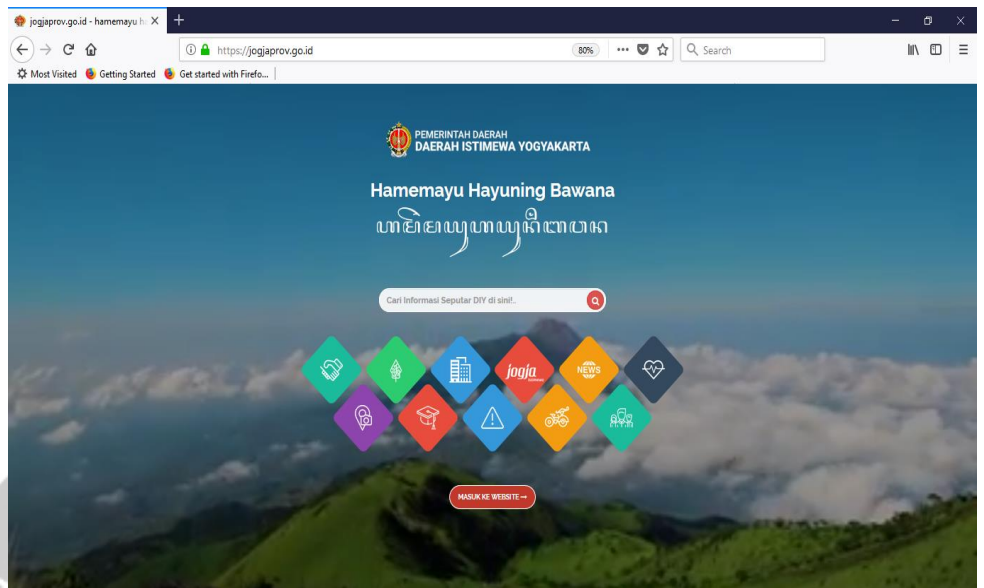 jogjaprov.go.id - hamemayu h
https://jogjaprov.go.id
80%
Search
Most Visited
Getting Started
Get started with Firefo...
PEMERINTAH DAERAH
DAERAH ISTIMEWA YOGYAKARTA
Hamemayu Hayuning Bawana
Cari Informasi Seputar DIY di sini!..
jogja
NEWS
MASUK KE WEBSITE